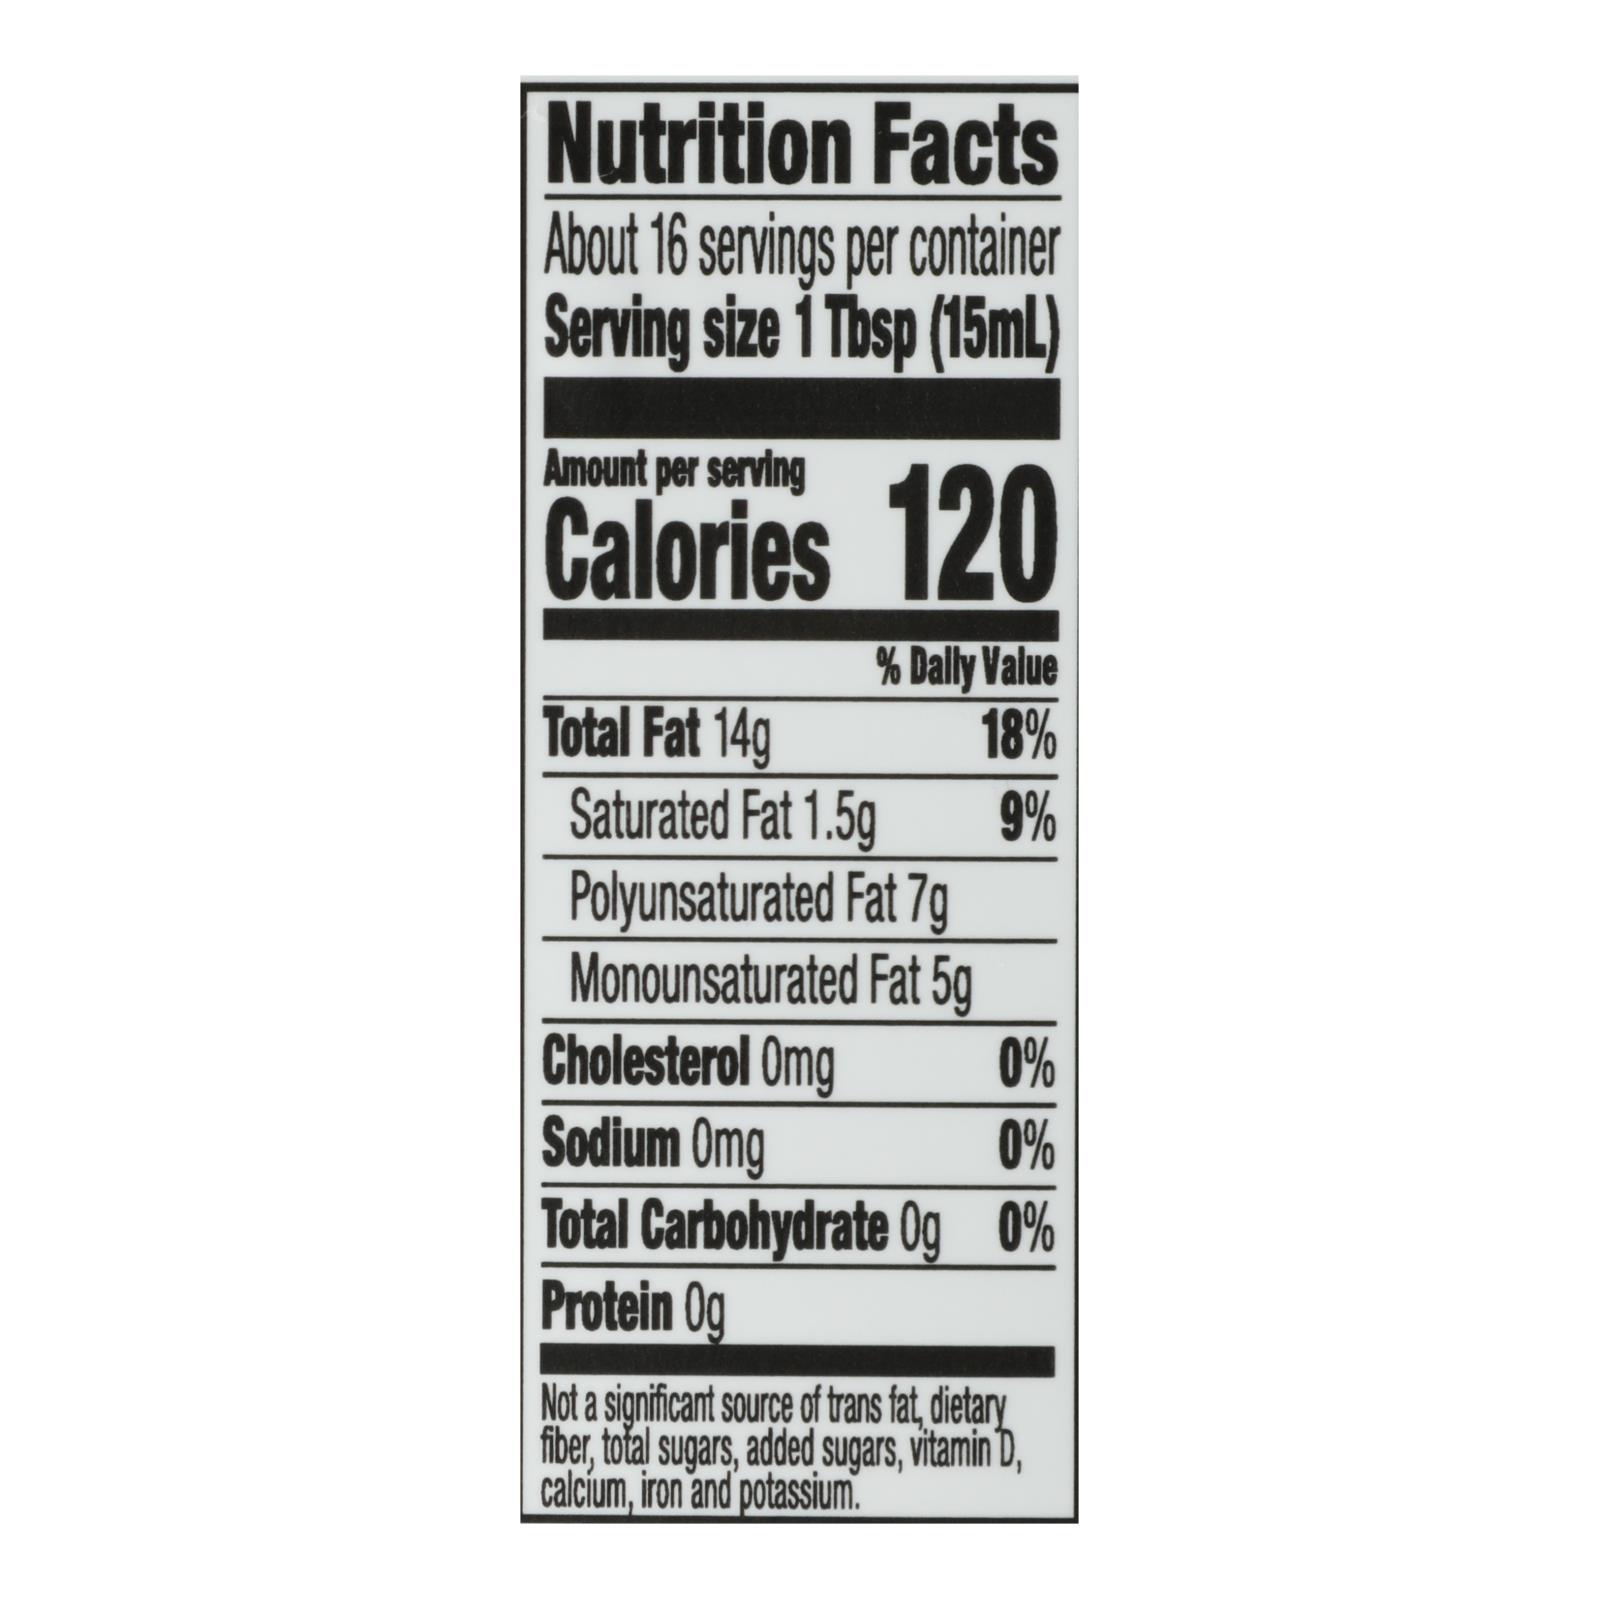 Nutrition Facts
About 16 servings per container
Serving size 1 Tbsp (15mL)
Amount per serving
Calories 120
% Daily Value
Total Fat 14g 18%
Saturated Fat 1.5g 9%
Polyunsaturated Fat 7g
Monounsaturated Fat 5g
Cholesterol 0mg 0%
Sodium 0mg 0%
Total Carbohydrate 0g 0%
Protein 0g
Not a significant source of trans fat, dietary
fiber, total sugars, added sugars, vitamin D,
calcium, iron and potassium.